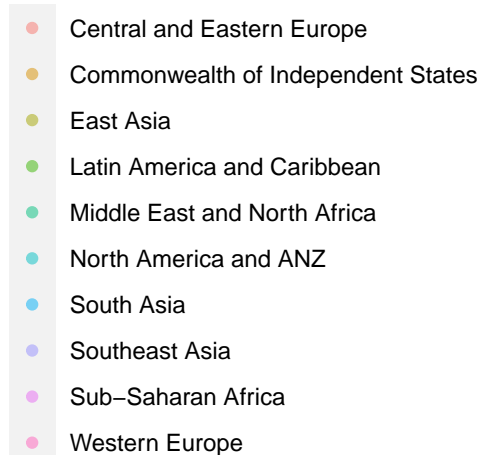 Central and Eastern Europe
Commonwealth of Independent States
East Asia
Latin America and Caribbean
Middle East and North Africa
North America and ANZ
South Asia
Southeast Asia
Sub−Saharan Africa
Western Europe